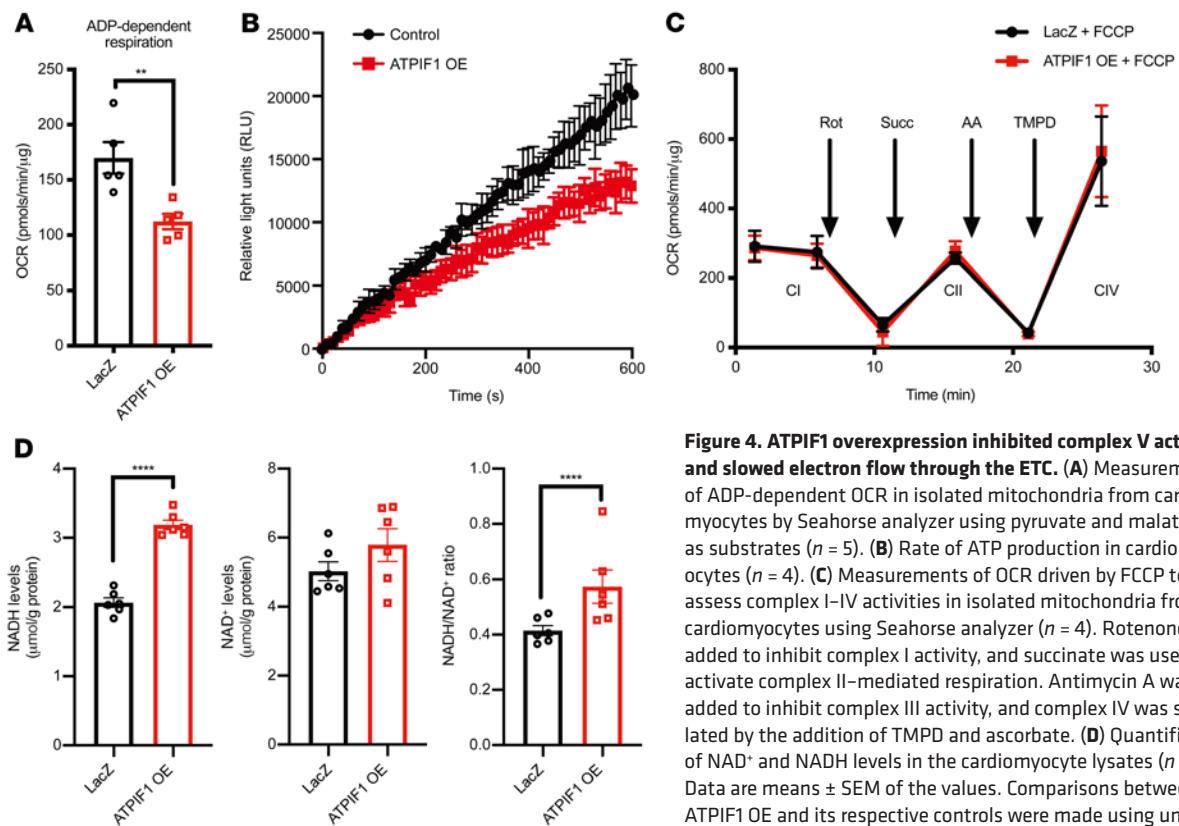 A
ADP-dependent
respiration
250
200
150
100
50
0
OCR (pmols/min/µg)
**
LacZ
ATPIF1 OE
B
25000
20000
15000
10000
5000
0
Relative light units (RLU)
Control
ATPIF1 OE
200
400
600
Time (s)
C
LacZ + FCCP
ATPIF1 OE + FCCP
800
600
400
200
0
OCR (pmols/min/µg)
Rot
Succ
AA
TMPD
CI
CII
CIV
0
10
20
30
Time (min)
D
4
3
2
1
0
NADH levels
(µmol/g protein)
****
LacZ
ATPIF1 OE
8
6
4
2
0
NAD⁺ levels
(µmol/g protein)
LacZ
ATPIF1 OE
1.0
0.8
0.6
0.4
0.2
0.0
NADH/NAD⁺ ratio
****
LacZ
ATPIF1 OE
Figure 4. ATPIF1 overexpression inhibited complex V act
and slowed electron flow through the ETC. (A) Measurem
of ADP-dependent OCR in isolated mitochondria from car
myocytes by Seahorse analyzer using pyruvate and malat
as substrates (n = 5). (B) Rate of ATP production in cardio
ocytes (n = 4). (C) Measurements of OCR driven by FCCP to
assess complex I–IV activities in isolated mitochondria fro
cardiomyocytes using Seahorse analyzer (n = 4). Rotenon
added to inhibit complex I activity, and succinate was use
activate complex II–mediated respiration. Antimycin A wa
added to inhibit complex III activity, and complex IV was s
lated by the addition of TMPD and ascorbate. (D) Quantifi
of NAD⁺ and NADH levels in the cardiomyocyte lysates (n
Data are means ± SEM of the values. Comparisons betwee
ATPIF1 OE and its respective controls were made using un